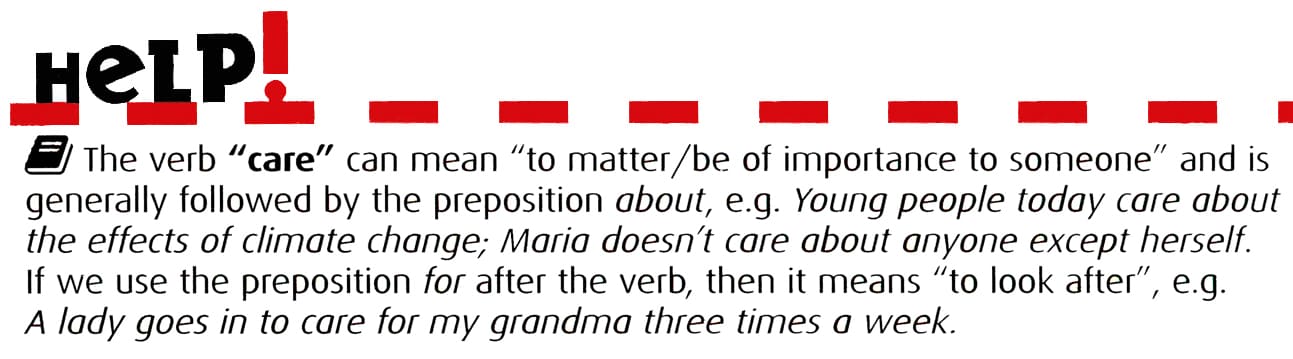 HeLP!
The verb “care” can mean “to matter/be of importance to someone” and is
generally followed by the preposition about, e.g. Young people today care about
the effects of climate change; Maria doesn’t care about anyone except herself.
If we use the preposition for after the verb, then it means “to look after”, e.g.
A lady goes in to care for my grandma three times a week.